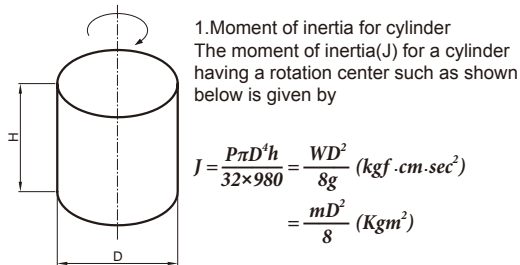 1.Moment of inertia for cylinder
The moment of inertia(J) for a cylinder
having a rotation center such as shown
below is given by
J = PπD⁴h / 32×980 = WD² / 8g (kgf·cm·sec²)
= mD² / 8 (Kgm²)
H
D